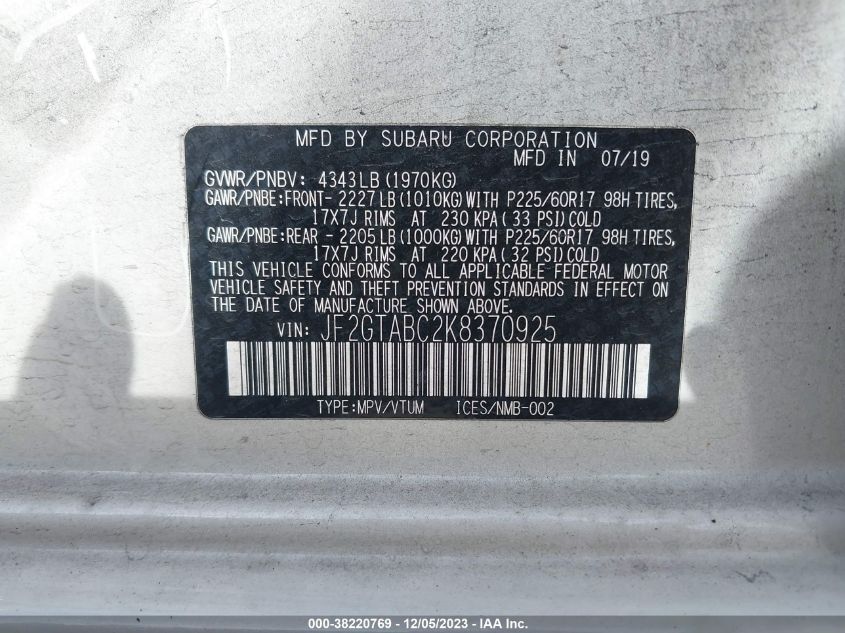 MFD BY SUBARU CORPORATION
MFD IN 07/19
GVWR/PNBV: 4343LB (1970KG)
GAWR/PNBE:FRONT- 2227 LB (1010KG) WITH P225/60R17 98H TIRES,
17X7J RIMS AT 230 KPA (33 PSI) COLD
GAWR/PNBE:REAR - 2205 LB (1000KG) WITH P225/60R17 98H TIRES,
17X7J RIMS AT 220 KPA (32 PSI) COLD
THIS VEHICLE CONFORMS TO ALL APPLICABLE FEDERAL MOTOR
VEHICLE SAFETY AND THEFT PREVENTION STANDARDS IN EFFECT ON
THE DATE OF MANUFACTURE SHOWN ABOVE.
VIN: JF2GTABC2K8370925
TYPE:MPV/VTUM ICES/NMB-002
000-38220769 - 12/05/2023 - IAA Inc.